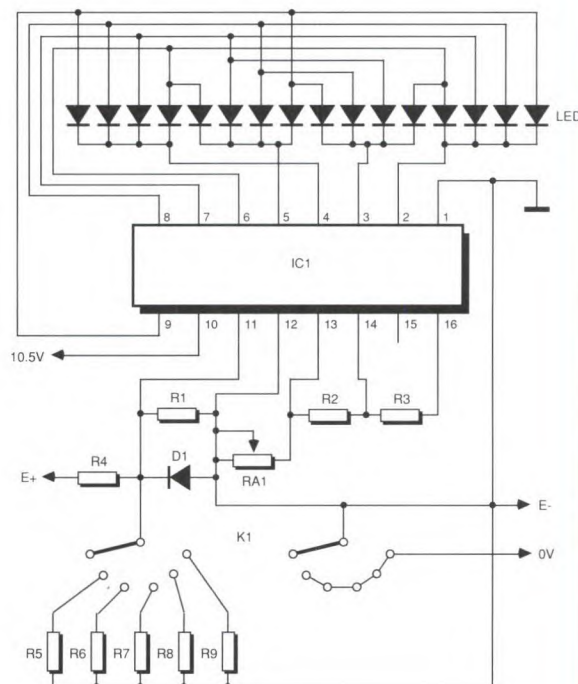 LED
8 7 6 5 4 3 2 1
IC1
9 10 11 12 13 14 15 16
10.5V
R1 R2 R3
R4 D1
E+ RA1
E-
K1
0V
R5 R6 R7 R8 R9